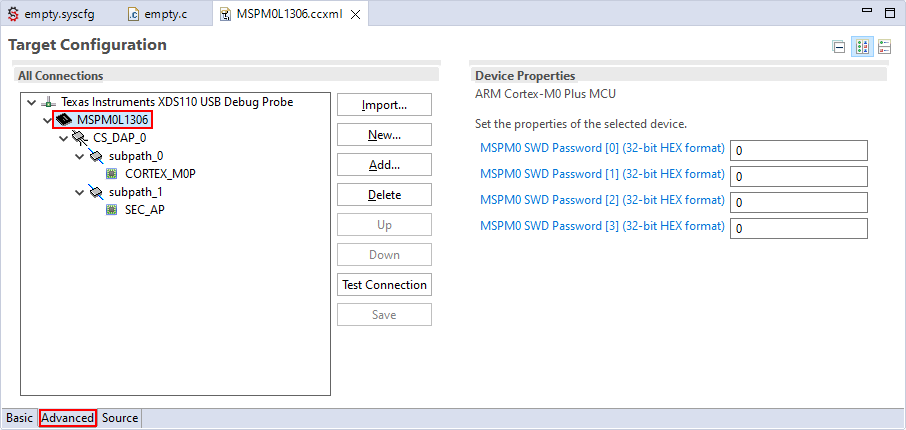 empty.syscfg
empty.c
MSPM0L1306.ccxml
Target Configuration
All Connections
Texas Instruments XDS110 USB Debug Probe
MSPM0L1306
CS_DAP_0
subpath_0
CORTEX_M0P
subpath_1
SEC_AP
Import...
New...
Add...
Delete
Up
Down
Test Connection
Save
Device Properties
ARM Cortex-M0 Plus MCU
Set the properties of the selected device.
MSPM0 SWD Password [0] (32-bit HEX format) 0
MSPM0 SWD Password [1] (32-bit HEX format) 0
MSPM0 SWD Password [2] (32-bit HEX format) 0
MSPM0 SWD Password [3] (32-bit HEX format) 0
Basic Advanced Source